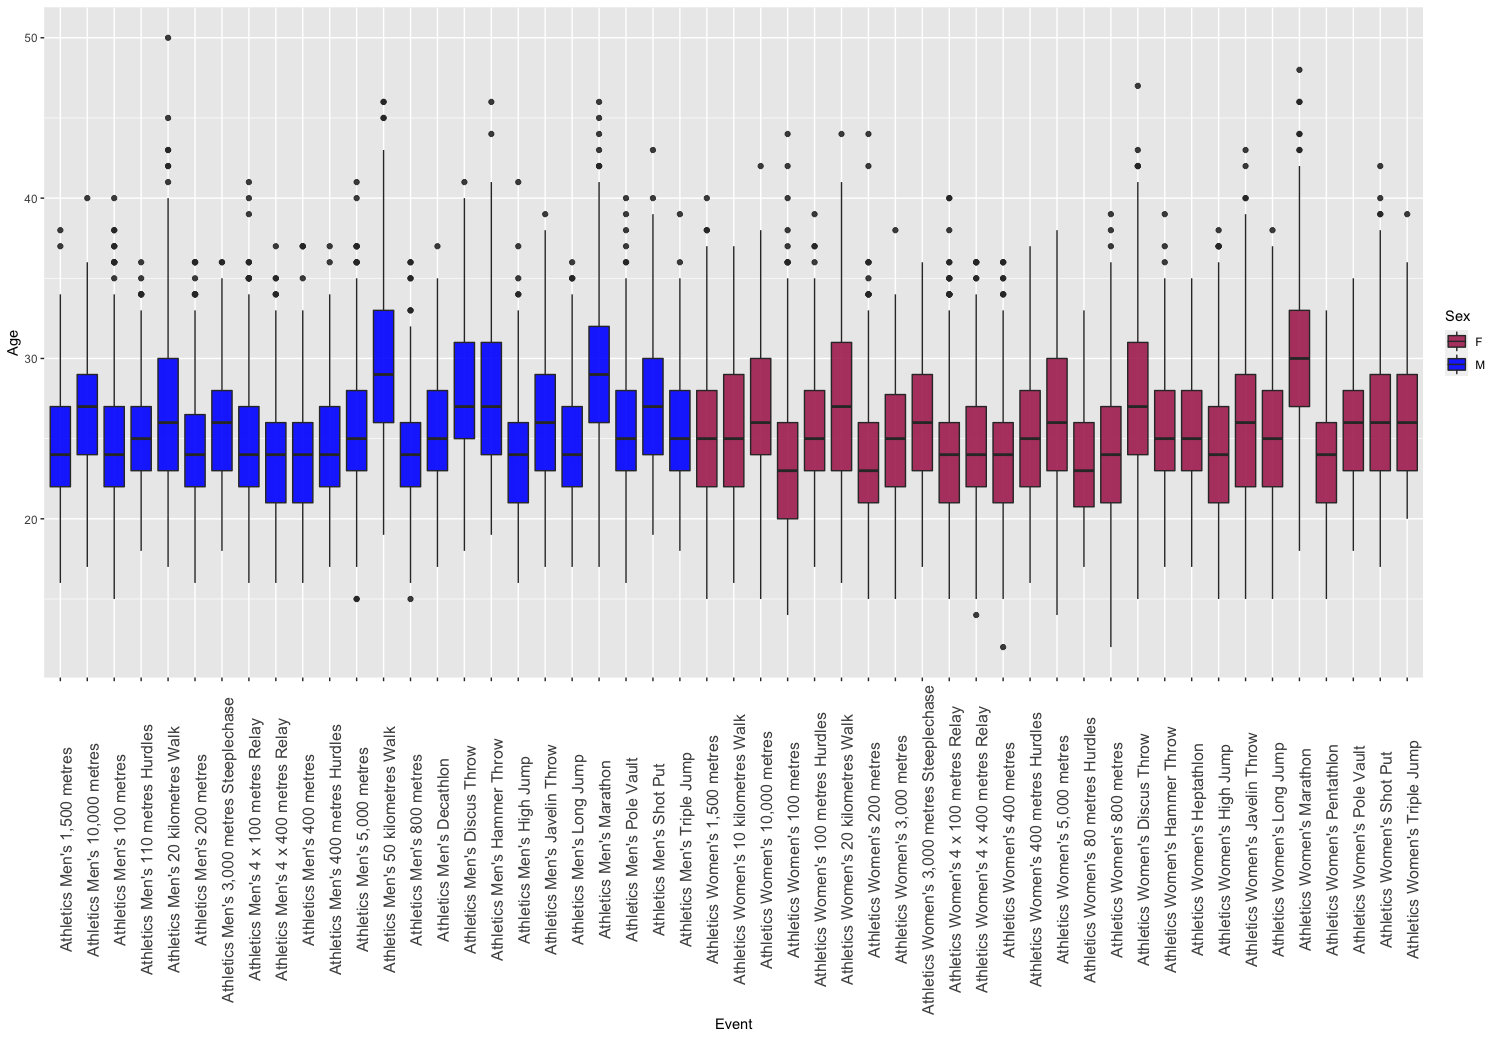 50
40
30
20
Age
Athletics Men's 1,500 metres
Athletics Men's 10,000 metres
Athletics Men's 100 metres
Athletics Men's 110 metres Hurdles
Athletics Men's 20 kilometres Walk
Athletics Men's 200 metres
Athletics Men's 3,000 metres Steeplechase
Athletics Men's 4 x 100 metres Relay
Athletics Men's 4 x 400 metres Relay
Athletics Men's 400 metres
Athletics Men's 400 metres Hurdles
Athletics Men's 5,000 metres
Athletics Men's 50 kilometres Walk
Athletics Men's 800 metres
Athletics Men's Decathlon
Athletics Men's Discus Throw
Athletics Men's Hammer Throw
Athletics Men's High Jump
Athletics Men's Javelin Throw
Athletics Men's Long Jump
Athletics Men's Marathon
Athletics Men's Pole Vault
Athletics Men's Shot Put
Athletics Men's Triple Jump
Athletics Women's 1,500 metres
Athletics Women's 10 kilometres Walk
Athletics Women's 10,000 metres
Athletics Women's 100 metres
Athletics Women's 100 metres Hurdles
Athletics Women's 20 kilometres Walk
Athletics Women's 200 metres
Athletics Women's 3,000 metres
Athletics Women's 3,000 metres Steeplechase
Athletics Women's 4 x 100 metres Relay
Athletics Women's 4 x 400 metres Relay
Athletics Women's 400 metres
Athletics Women's 400 metres Hurdles
Athletics Women's 5,000 metres
Athletics Women's 80 metres Hurdles
Athletics Women's 800 metres
Athletics Women's Discus Throw
Athletics Women's Hammer Throw
Athletics Women's Heptathlon
Athletics Women's High Jump
Athletics Women's Javelin Throw
Athletics Women's Long Jump
Athletics Women's Marathon
Athletics Women's Pentathlon
Athletics Women's Pole Vault
Athletics Women's Shot Put
Athletics Women's Triple Jump
Event
Sex
F
M